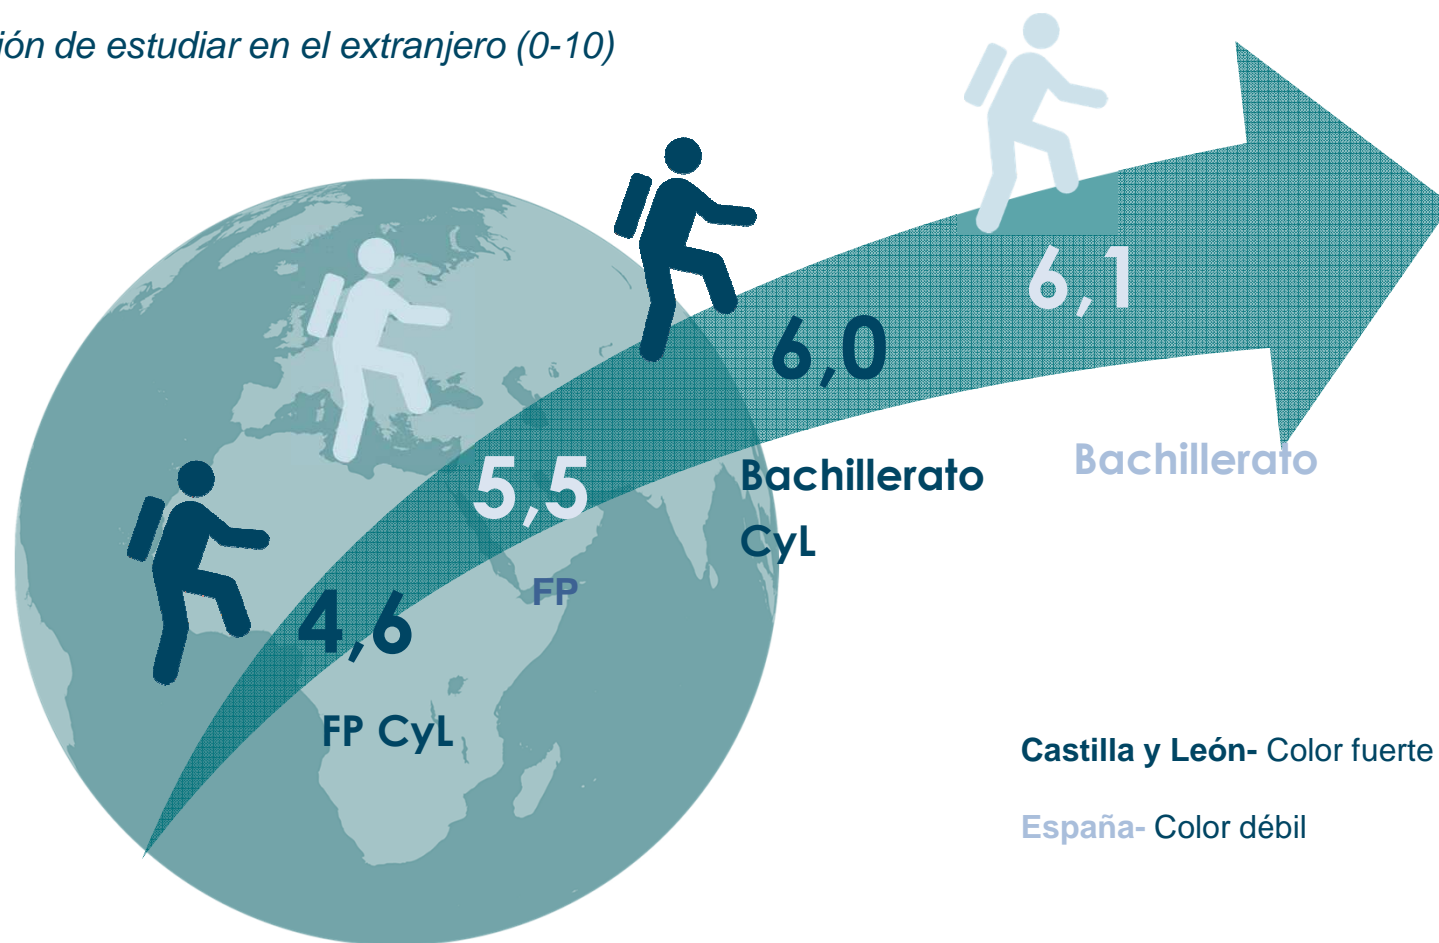 ión de estudiar en el extranjero (0-10)
6,1
6,0
Bachillerato
Bachillerato
CyL
5,5
FP
4,6
FP CyL
Castilla y León- Color fuerte
España- Color débil